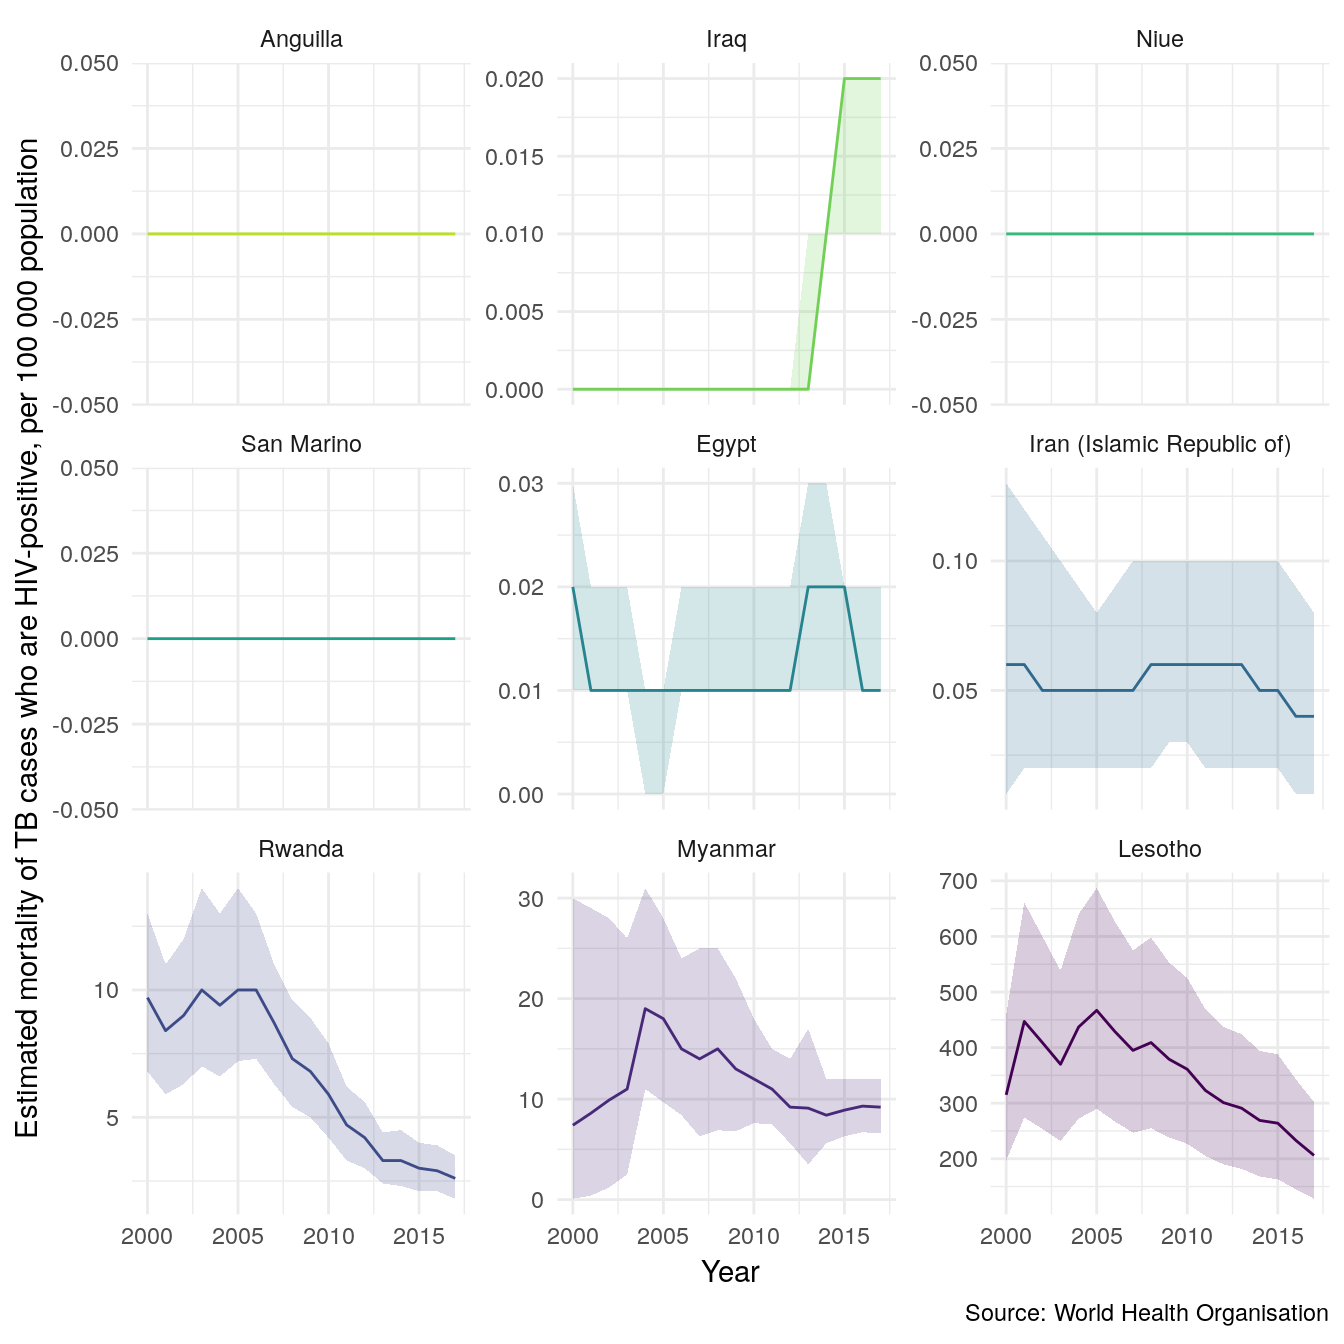 Anguilla
Iraq
Niue
0.050
0.025
0.000
-0.025
-0.050
0.020
0.015
0.010
0.005
0.000
0.050
0.025
0.000
-0.025
-0.050
San Marino
Egypt
Iran (Islamic Republic of)
0.050
0.025
0.000
-0.025
-0.050
0.03
0.02
0.01
0.00
0.10
0.05
Rwanda
Myanmar
Lesotho
10
5
30
20
10
0
700
600
500
400
300
200
2000 2005 2010 2015
2000 2005 2010 2015
2000 2005 2010 2015
Year
Estimated mortality of TB cases who are HIV-positive, per 100 000 population
Source: World Health Organisation